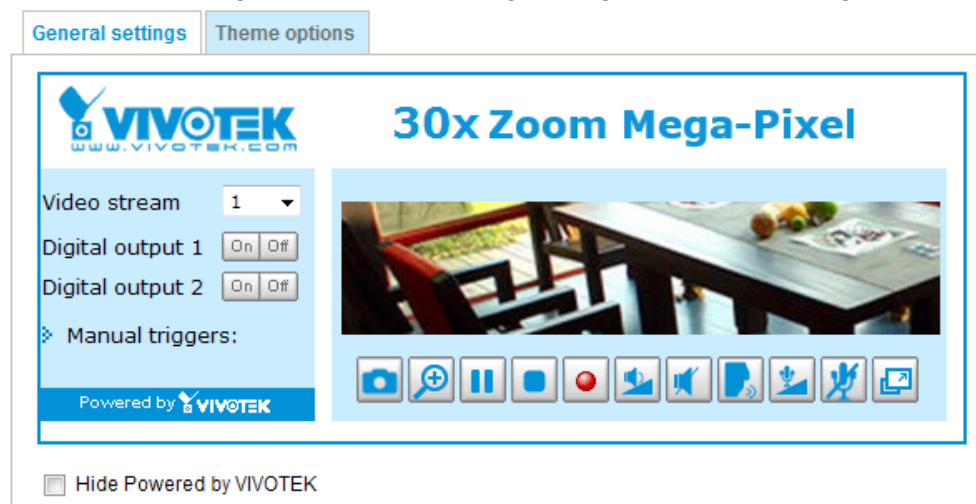 General settings
Theme options
VIVOTEK
www.vivotek.com
30x Zoom Mega-Pixel
Video stream 1
Digital output 1 On Off
Digital output 2 On Off
Manual triggers:
Powered by VIVOTEK
Hide Powered by VIVOTEK